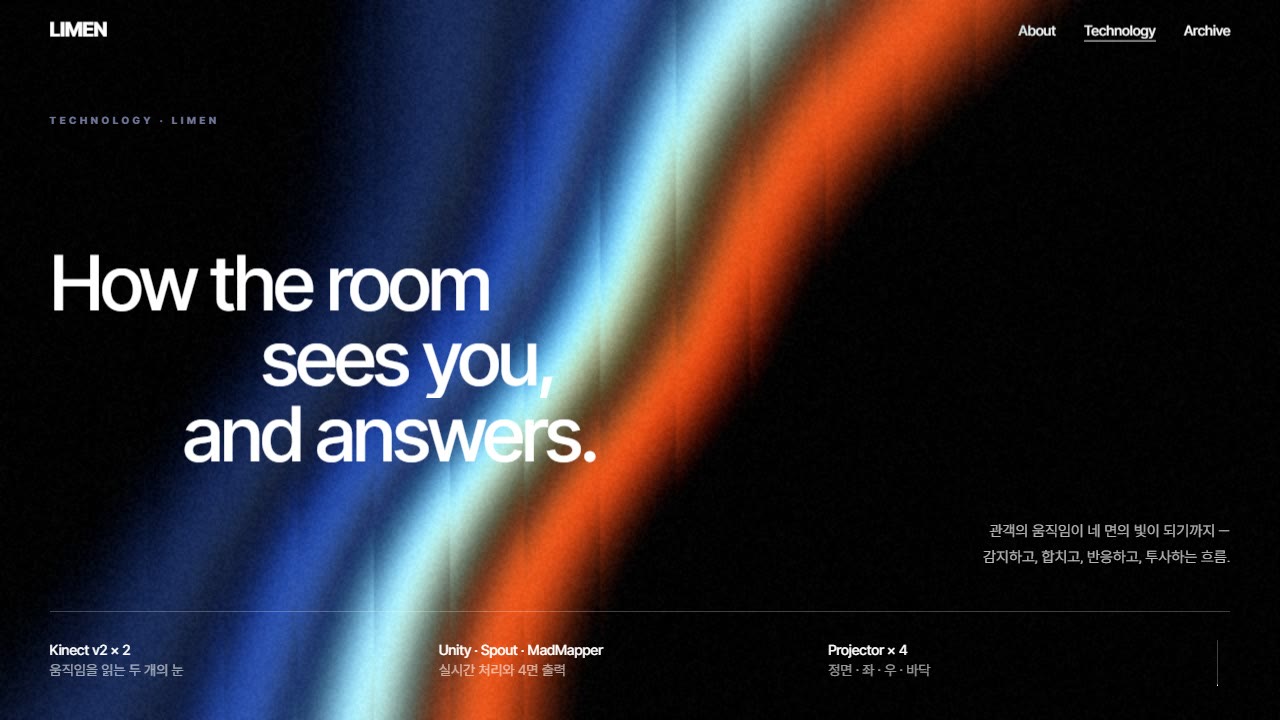 LIMEN
About
Technology
Archive
TECHNOLOGY · LIMEN
How the room
sees you,
and answers.
관객의 움직임이 네 면의 빛이 되기까지 —
감지하고, 합치고, 반응하고, 투사하는 흐름.
Kinect v2 × 2
움직임을 읽는 두 개의 눈
Unity · Spout · MadMapper
실시간 처리와 4면 출력
Projector × 4
정면 · 좌 · 우 · 바닥